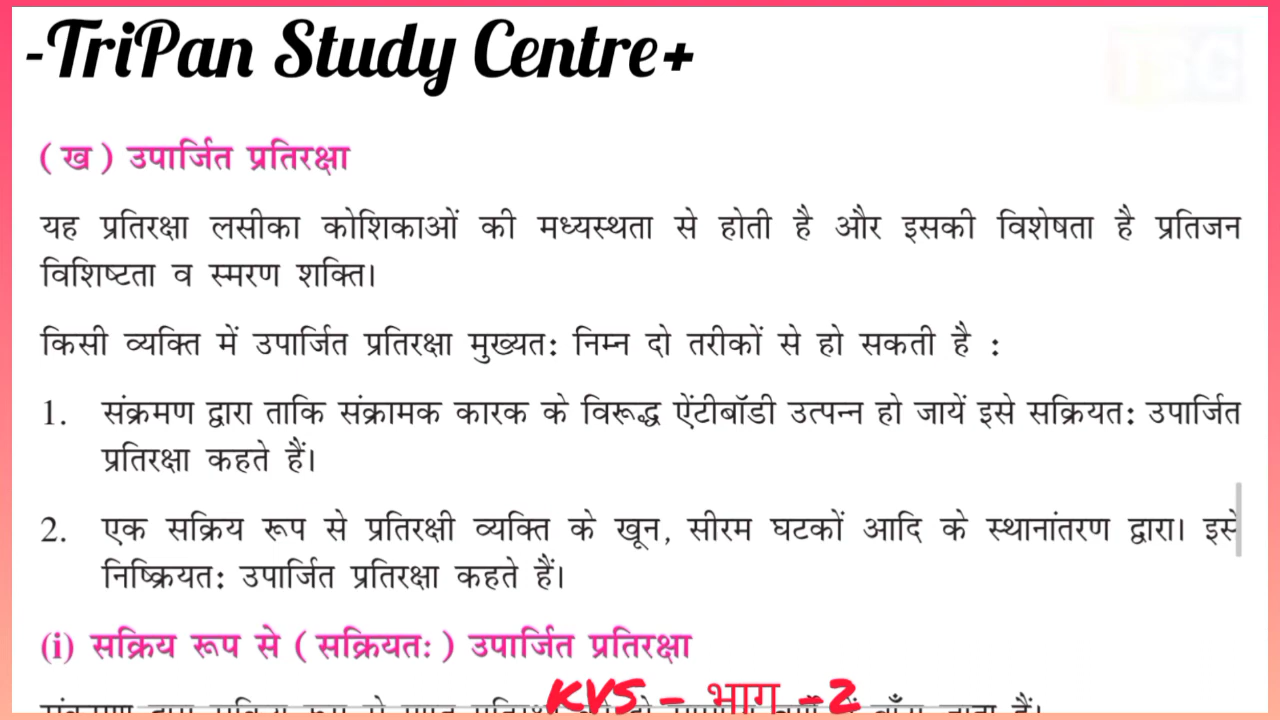 -TriPan Study Centre+
TSC
( ख ) उपार्जित प्रतिरक्षा
यह प्रतिरक्षा लसीका कोशिकाओं की मध्यस्थता से होती है और इसकी विशेषता है प्रतिजन
विशिष्टता व स्मरण शक्ति।
किसी व्यक्ति में उपार्जित प्रतिरक्षा मुख्यतः निम्न दो तरीकों से हो सकती है :
1. संक्रमण द्वारा ताकि संक्रामक कारक के विरूद्ध ऐंटीबॉडी उत्पन्न हो जायें इसे सक्रियतः उपार्जित
प्रतिरक्षा कहते हैं।
2. एक सक्रिय रूप से प्रतिरक्षी व्यक्ति के खून, सीरम घटकों आदि के स्थानांतरण द्वारा। इसे
निष्क्रियतः उपार्जित प्रतिरक्षा कहते हैं।
(i) सक्रिय रूप से ( सक्रियतः ) उपार्जित प्रतिरक्षा
KVS - भाग -2